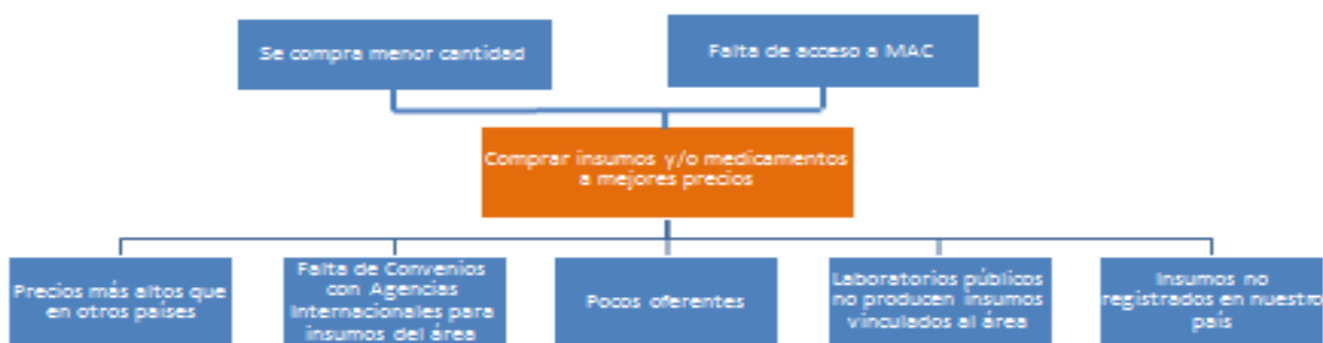 Se compra menor cantidad
Falta de acceso a MAC
Comprar insumos y/o medicamentos
a mejores precios
Precios más altos que
en otros países
Falta de Convenios
con Agencias
Internacionales para
insumos del área
Pocos oferentes
Laboratorios públicos
no producen insumos
vinculados al área
Insumos no
registrados en nuestro
país